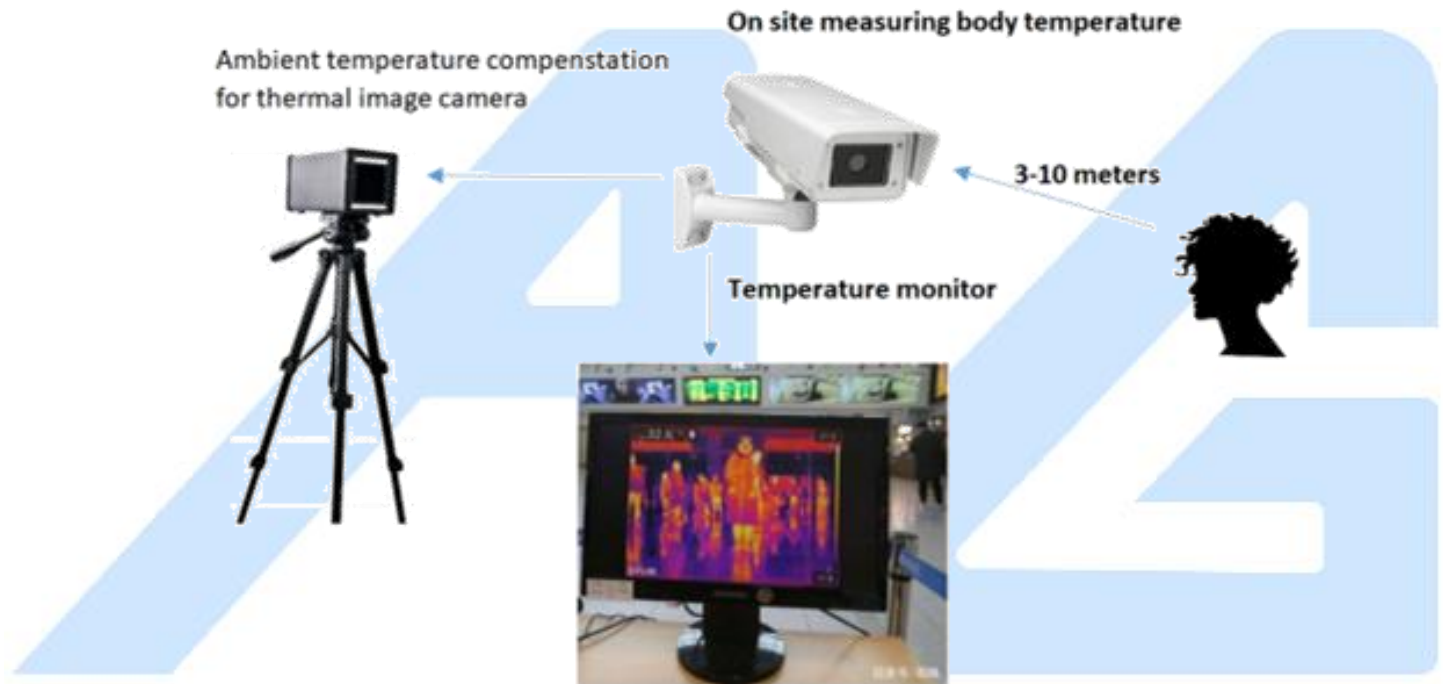 On site measuring body temperature
Ambient temperature compenstation
for thermal image camera
3-10 meters
Temperature monitor